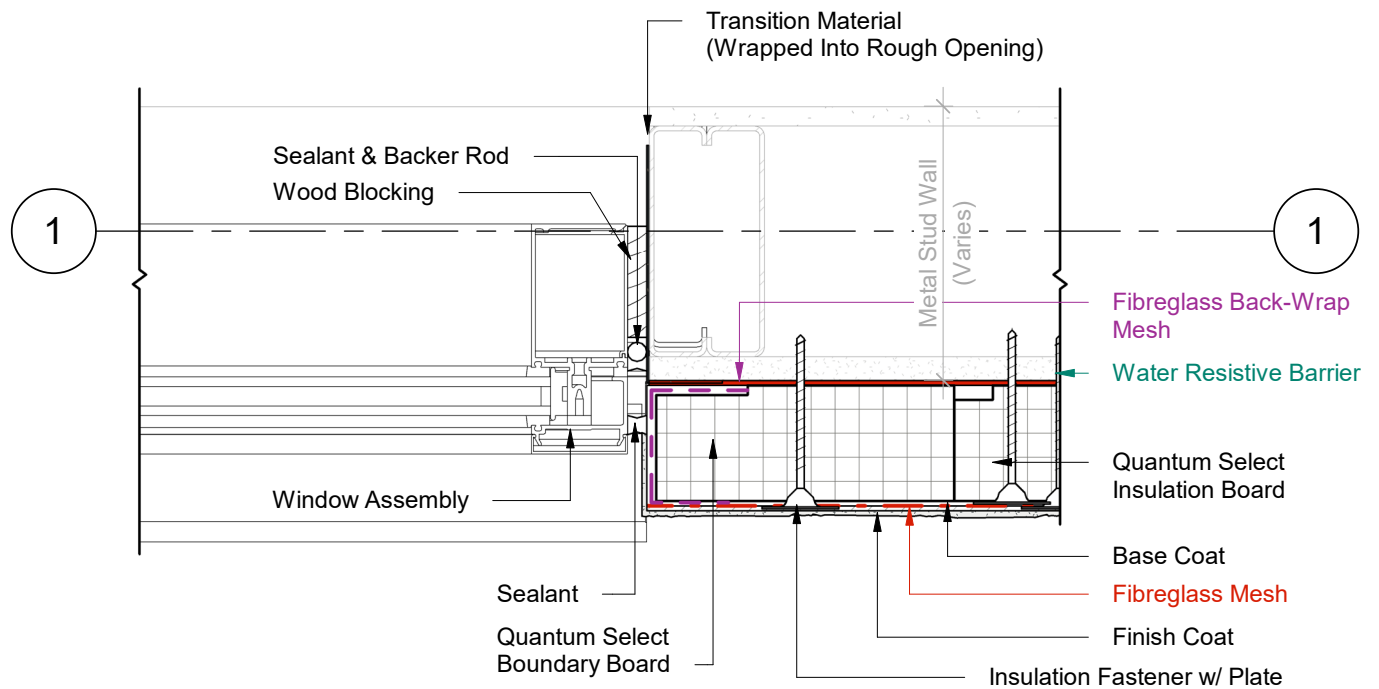 Transition Material
(Wrapped Into Rough Opening)
Sealant & Backer Rod
Wood Blocking
1
1
Metal Stud Wall
(Varies)
Fibreglass Back-Wrap
Mesh
Water Resistive Barrier
Quantum Select
Insulation Board
Window Assembly
Base Coat
Sealant
Fibreglass Mesh
Quantum Select
Boundary Board
Finish Coat
Insulation Fastener w/ Plate